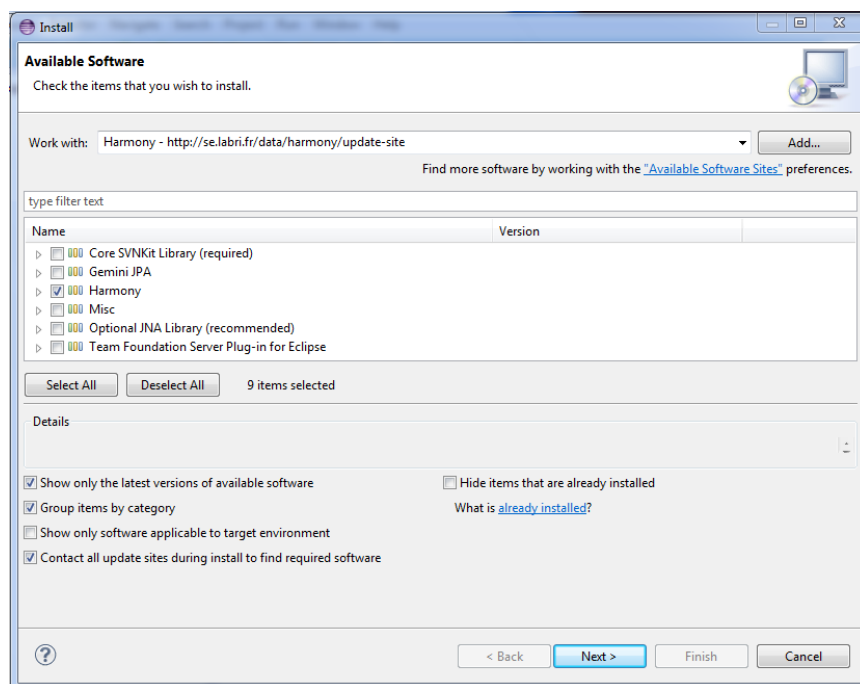 Install
Available Software
Check the items that you wish to install.
Work with: Harmony - http://se.labri.fr/data/harmony/update-site Add...
Find more software by working with the "Available Software Sites" preferences.
type filter text
Name Version
Core SVNKit Library (required)
Gemini JPA
Harmony
Misc
Optional JNA Library (recommended)
Team Foundation Server Plug-in for Eclipse
Select All Deselect All 9 items selected
Details
Show only the latest versions of available software Hide items that are already installed
Group items by category What is already installed?
Show only software applicable to target environment
Contact all update sites during install to find required software
? < Back Next > Finish Cancel